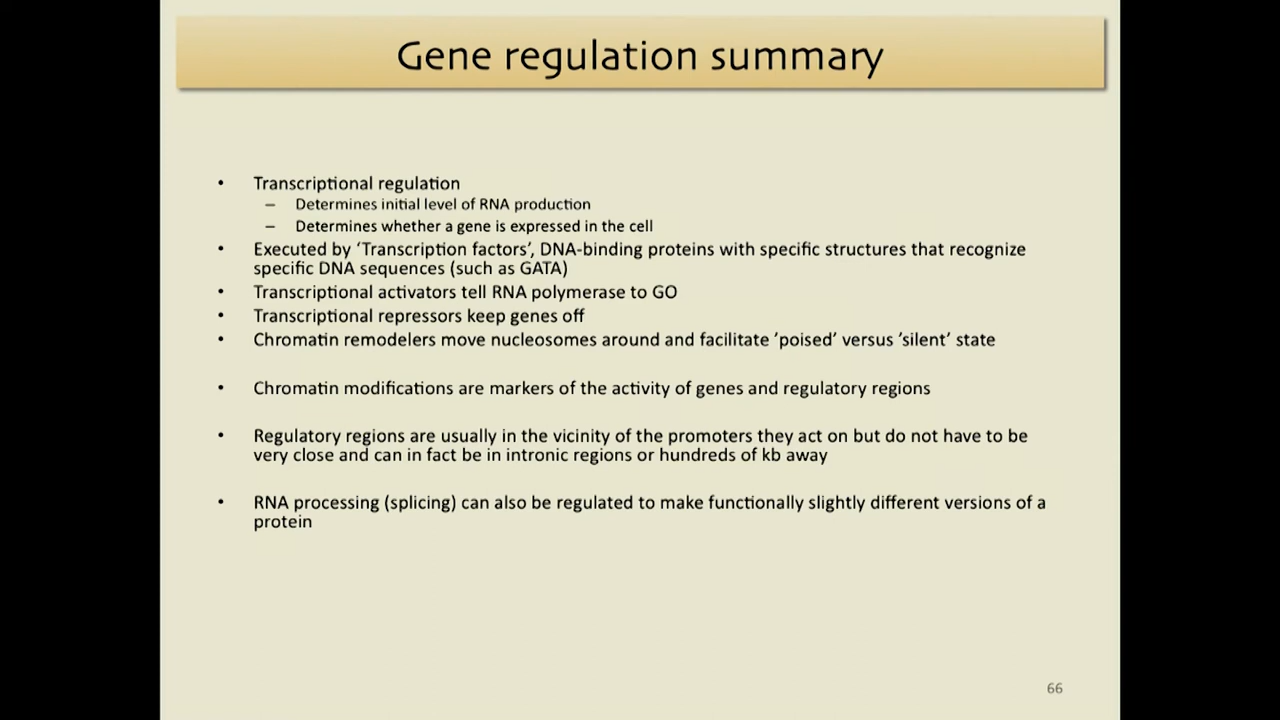 Gene regulation summary
• Transcriptional regulation
– Determines initial level of RNA production
– Determines whether a gene is expressed in the cell
• Executed by ‘Transcription factors’, DNA-binding proteins with specific structures that recognize
specific DNA sequences (such as GATA)
• Transcriptional activators tell RNA polymerase to GO
• Transcriptional repressors keep genes off
• Chromatin remodelers move nucleosomes around and facilitate ’poised’ versus ’silent’ state
• Chromatin modifications are markers of the activity of genes and regulatory regions
• Regulatory regions are usually in the vicinity of the promoters they act on but do not have to be
very close and can in fact be in intronic regions or hundreds of kb away
• RNA processing (splicing) can also be regulated to make functionally slightly different versions of a
protein
66